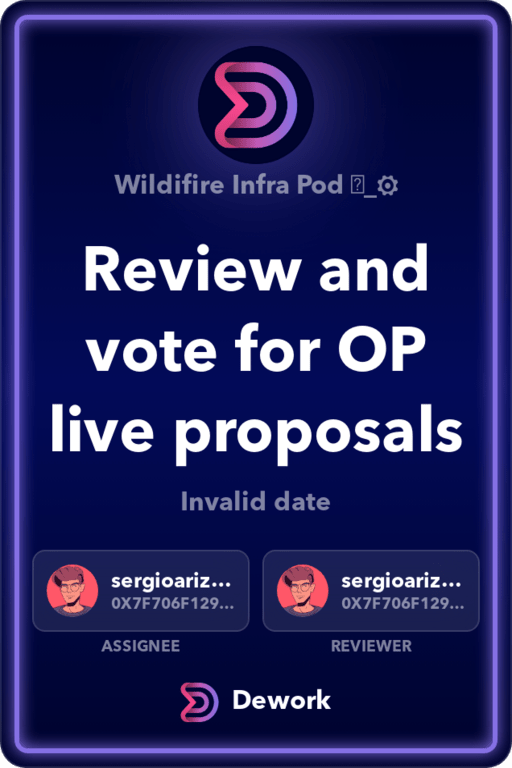 Wildifire Infra Pod _⚙
Review and
vote for OP
live proposals
Invalid date
sergioariz...
0X7F706F129...
ASSIGNEE
sergioariz...
0X7F706F129...
REVIEWER
Dework